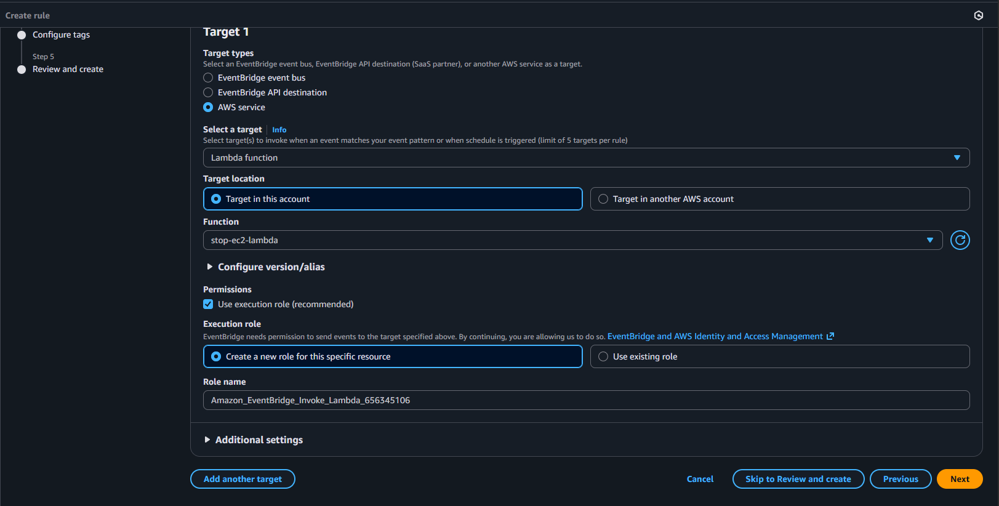 Create rule
Configure tags
Step 5
Review and create
Target 1
Target types
Select an EventBridge event bus, EventBridge API destination (SaaS partner), or another AWS service as a target.
EventBridge event bus
EventBridge API destination
AWS service
Select a target
Info
Select target(s) to invoke when an event matches your event pattern or when schedule is triggered (limit of 5 targets per rule)
Lambda function
Target location
Target in this account
Target in another AWS account
Function
stop-ec2-lambda
Configure version/alias
Permissions
Use execution role (recommended)
Execution role
EventBridge needs permission to send events to the target specified above. By continuing, you are allowing us to do so. EventBridge and AWS Identity and Access Management
Create a new role for this specific resource
Use existing role
Role name
Amazon_EventBridge_Invoke_Lambda_656345106
Additional settings
Add another target
Cancel
Skip to Review and create
Previous
Next